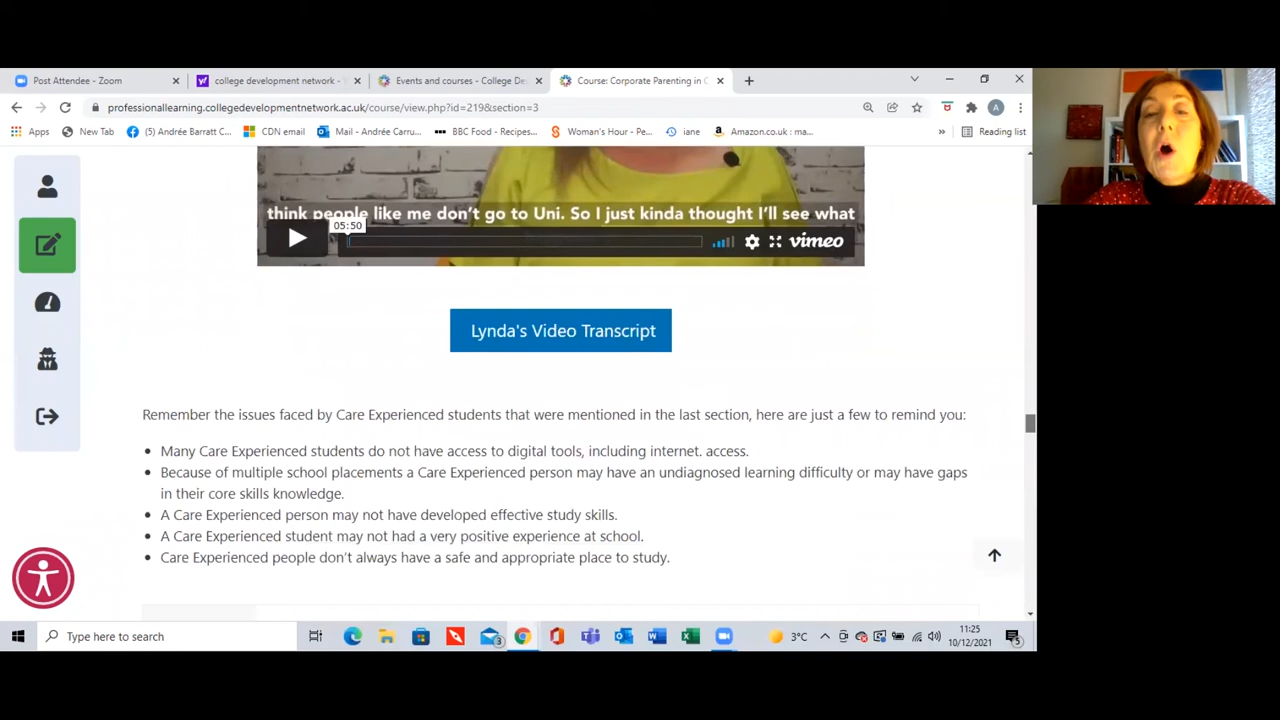 Post Attendee - Zoom
college development network -
Events and courses - College De
Course: Corporate Parenting in C
professionallearning.collegedevelopmentnetwork.ac.uk/course/view.php?id=219&section=3
A
Apps
New Tab
(5) Andrée Barratt C...
CDN email
Mail - Andrée Carru...
BBC Food - Recipes...
Woman's Hour - Pe...
iane
Amazon.co.uk : ma...
»
Reading list
think people like me don't go to Uni. So I just kinda thought I'll see what
05:50
vimeo
Lynda's Video Transcript
Remember the issues faced by Care Experienced students that were mentioned in the last section, here are just a few to remind you:
• Many Care Experienced students do not have access to digital tools, including internet. access.
• Because of multiple school placements a Care Experienced person may have an undiagnosed learning difficulty or may have gaps
in their core skills knowledge.
• A Care Experienced person may not have developed effective study skills.
• A Care Experienced student may not had a very positive experience at school.
• Care Experienced people don't always have a safe and appropriate place to study.
Type here to search
3
3°C
11:25
10/12/2021
5